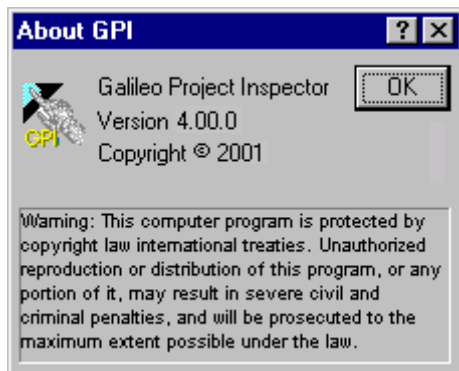 About GPI
Galileo Project Inspector
OK
Version 4.00.0
Copyright © 2001
GPI
Warning: This computer program is protected by
copyright law international treaties. Unauthorized
reproduction or distribution of this program, or any
portion of it, may result in severe civil and
criminal penalties, and will be prosecuted to the
maximum extent possible under the law.